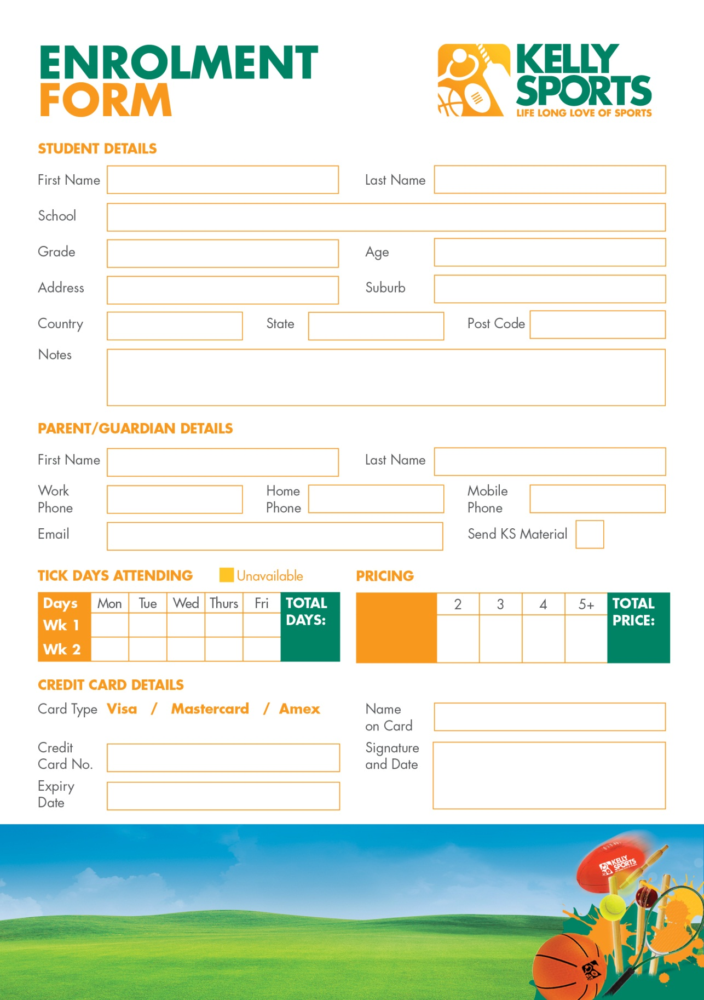 ENROLMENT
FORM
KELLY
SPORTS
LIFE LONG LOVE OF SPORTS
STUDENT DETAILS
First Name Last Name
School
Grade Age
Address Suburb
Country State Post Code
Notes
PARENT/GUARDIAN DETAILS
First Name Last Name
Work Phone Home Phone Mobile Phone
Email Send KS Material
TICK DAYS ATTENDING Unavailable
Days Mon Tue Wed Thurs Fri TOTAL DAYS:
Wk 1
Wk 2
PRICING
2 3 4 5+ TOTAL PRICE:
CREDIT CARD DETAILS
Card Type Visa / Mastercard / Amex
Name on Card
Credit Card No.
Signature and Date
Expiry Date
KELLY
SPORTS